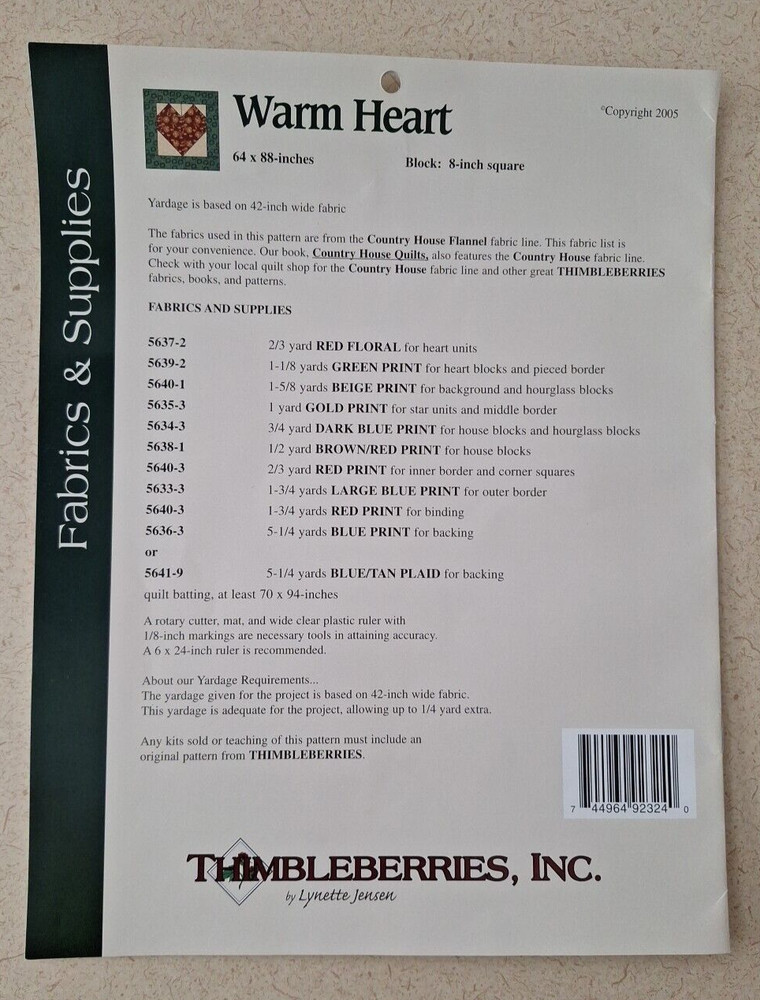 Fabrics & Supplies
Warm Heart
©Copyright 2005
64 x 88-inches Block: 8-inch square
Yardage is based on 42-inch wide fabric
The fabrics used in this pattern are from the Country House Flannel fabric line. This fabric list is
for your convenience. Our book, Country House Quilts, also features the Country House fabric line.
Check with your local quilt shop for the Country House fabric line and other great THIMBLEBERRIES
fabrics, books, and patterns.
FABRICS AND SUPPLIES
5637-2 2/3 yard RED FLORAL for heart units
5639-2 1-1/8 yards GREEN PRINT for heart blocks and pieced border
5640-1 1-5/8 yards BEIGE PRINT for background and hourglass blocks
5635-3 1 yard GOLD PRINT for star units and middle border
5634-3 3/4 yard DARK BLUE PRINT for house blocks and hourglass blocks
5638-1 1/2 yard BROWN/RED PRINT for house blocks
5640-3 2/3 yard RED PRINT for inner border and corner squares
5633-3 1-3/4 yards LARGE BLUE PRINT for outer border
5640-3 1-3/4 yards RED PRINT for binding
5636-3 5-1/4 yards BLUE PRINT for backing
or
5641-9 5-1/4 yards BLUE/TAN PLAID for backing
quilt batting, at least 70 x 94-inches
A rotary cutter, mat, and wide clear plastic ruler with
1/8-inch markings are necessary tools in attaining accuracy.
A 6 x 24-inch ruler is recommended.
About our Yardage Requirements...
The yardage given for the project is based on 42-inch wide fabric.
This yardage is adequate for the project, allowing up to 1/4 yard extra.
Any kits sold or teaching of this pattern must include an
original pattern from THIMBLEBERRIES.
7 44964 92324 0
THIMBLEBERRIES, INC.
by Lynette Jensen